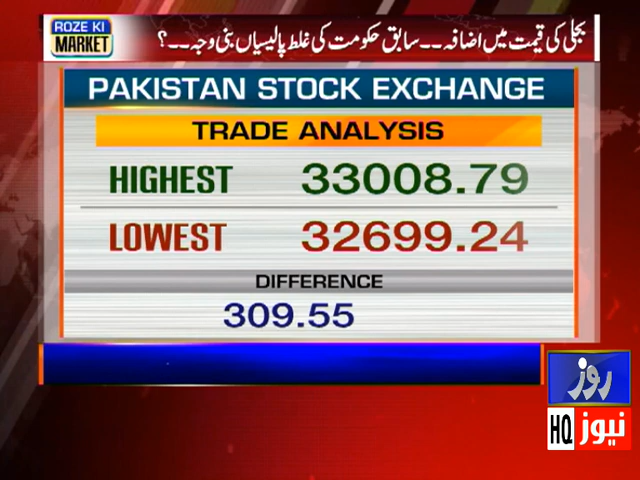 ROZE KI
MARKET
بجلی کی قیمت میں اضافہ ۔۔ سابق حکومت کی غلط پالیسیاں بنی وجہ ۔۔ ؟
PAKISTAN STOCK EXCHANGE
TRADE ANALYSIS
HIGHEST 33008.79
LOWEST 32699.24
DIFFERENCE
309.55
روز
نیوز HQ